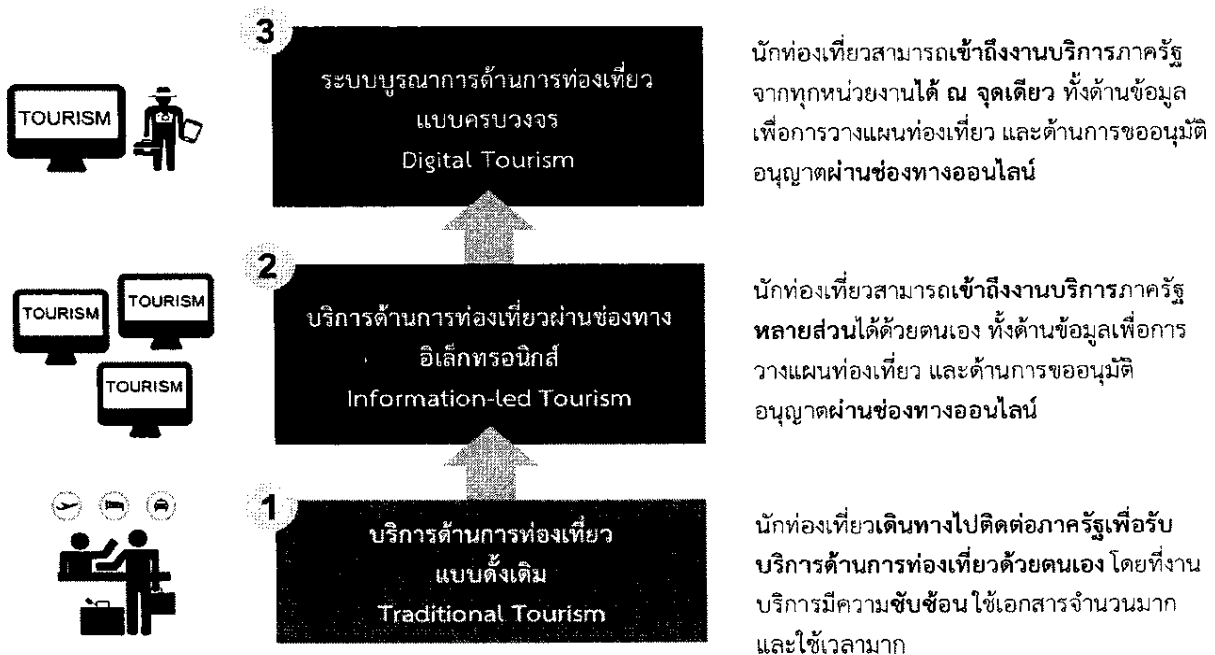 3
ระบบบูรณาการด้านการท่องเที่ยว
แบบครบวงจร
Digital Tourism
TOURISM
นักท่องเที่ยวสามารถเข้าถึงงานบริการภาครัฐ
จากทุกหน่วยงานได้ ณ จุดเดียว ทั้งด้านข้อมูล
เพื่อการวางแผนท่องเที่ยว และด้านการขออนุมัติ
อนุญาตผ่านช่องทางออนไลน์
2
บริการด้านการท่องเที่ยวผ่านช่องทาง
อิเล็กทรอนิกส์
Information-led Tourism
TOURISM
TOURISM
TOURISM
นักท่องเที่ยวสามารถเข้าถึงงานบริการภาครัฐ
หลายส่วนได้ด้วยตนเอง ทั้งด้านข้อมูลเพื่อการ
วางแผนท่องเที่ยว และด้านการขออนุมัติ
อนุญาตผ่านช่องทางออนไลน์
1
บริการด้านการท่องเที่ยว
แบบดั้งเดิม
Traditional Tourism
นักท่องเที่ยวเดินทางไปติดต่อภาครัฐเพื่อรับ
บริการด้านการท่องเที่ยวด้วยตนเอง โดยที่งาน
บริการมีความซับซ้อน ใช้เอกสารจำนวนมาก
และใช้เวลามาก